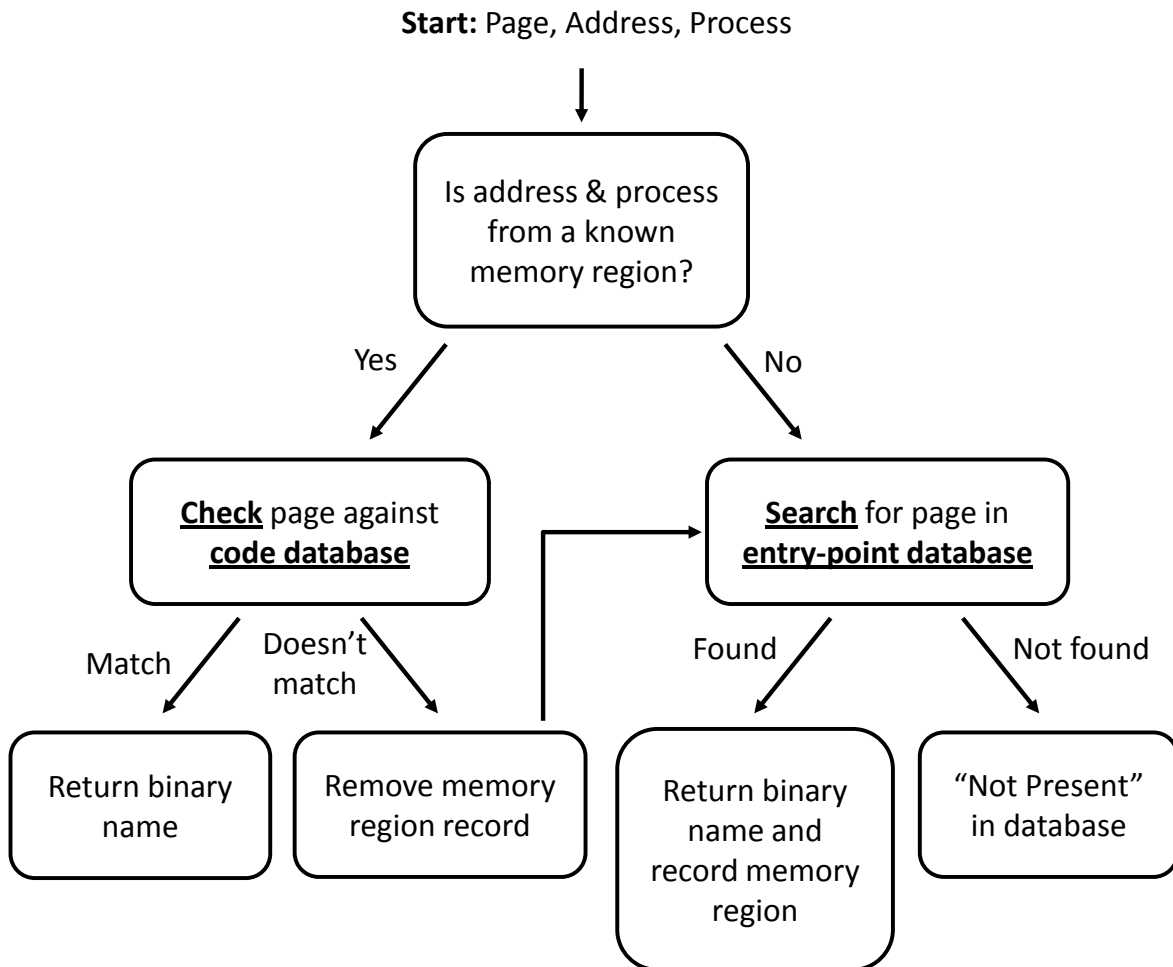 Start: Page, Address, Process
Is address & process
from a known
memory region?
Yes
No
Check page against
code database
Search for page in
entry-point database
Match
Doesn’t
match
Found
Not found
Return binary
name
Remove memory
region record
Return binary
name and
record memory
region
“Not Present”
in database